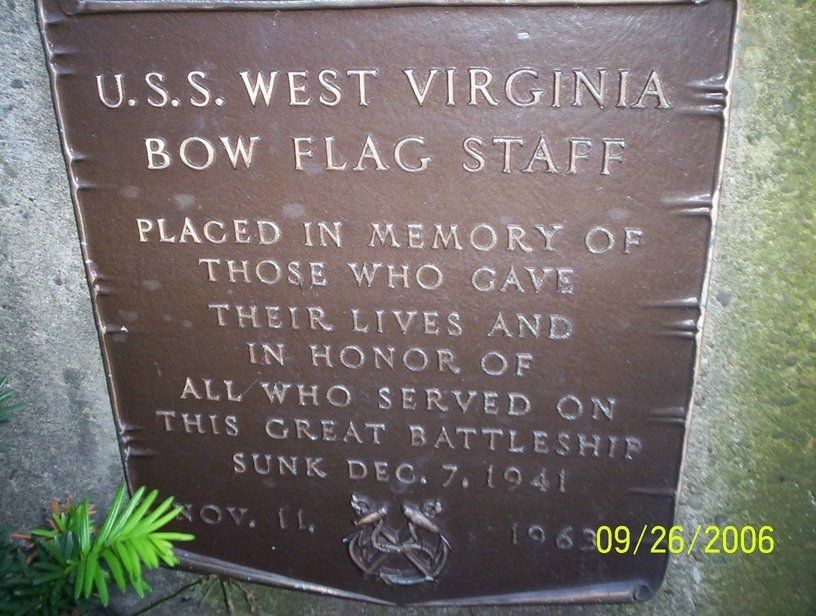 U.S.S. WEST VIRGINIA
BOW FLAG STAFF
PLACED IN MEMORY OF
THOSE WHO GAVE
THEIR LIVES AND
IN HONOR OF
ALL WHO SERVED ON
THIS GREAT BATTLESHIP
SUNK DEC. 7, 1941
NOV. 11, 1963
09/26/2006